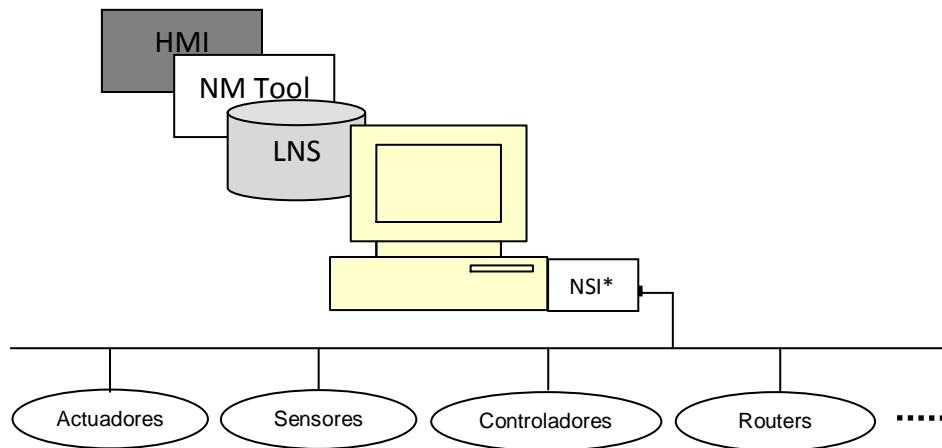 HMI
NM Tool
LNS
NSI*
Actuadores
Sensores
Controladores
Routers